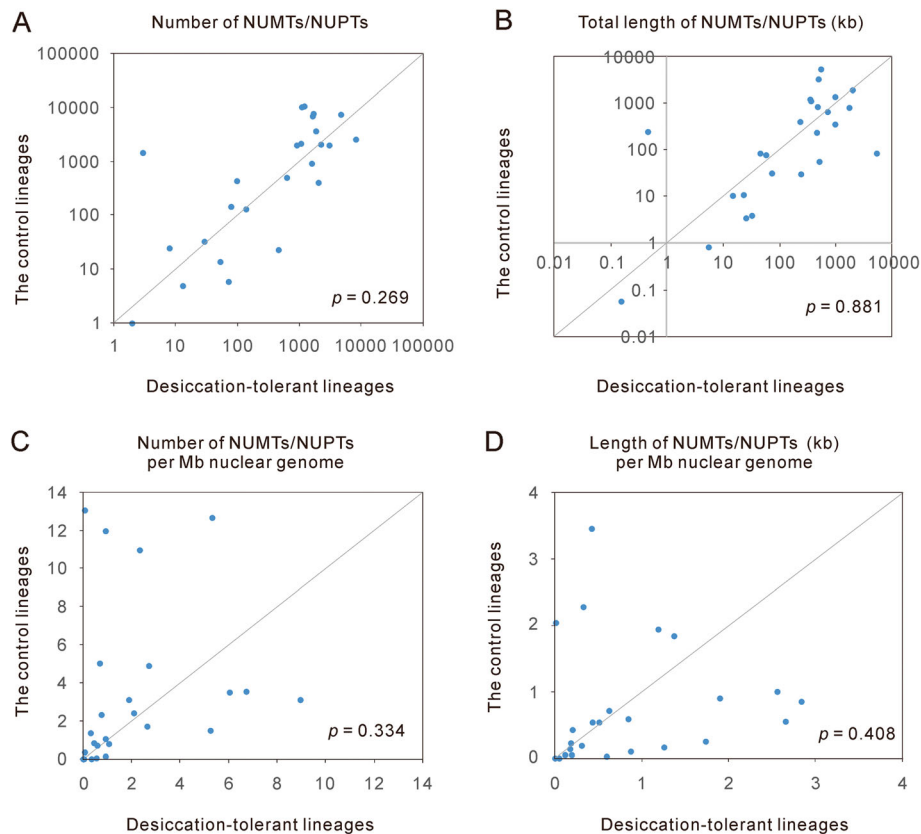 A
Number of NUMTs/NUPTs
100000
10000
1000
100
10
1
1 10 100 1000 10000 100000
The control lineages
p = 0.269
Desiccation-tolerant lineages
B
Total length of NUMTs/NUPTs (kb)
10000
1000
100
10
1
0.1
0.01
0.01 0.1 1 10 100 1000 10000
The control lineages
p = 0.881
Desiccation-tolerant lineages
C
Number of NUMTs/NUPTs
per Mb nuclear genome
14
12
10
8
6
4
2
0
0 2 4 6 8 10 12 14
The control lineages
p = 0.334
Desiccation-tolerant lineages
D
Length of NUMTs/NUPTs (kb)
per Mb nuclear genome
4
3
2
1
0
0 1 2 3 4
The control lineages
p = 0.408
Desiccation-tolerant lineages